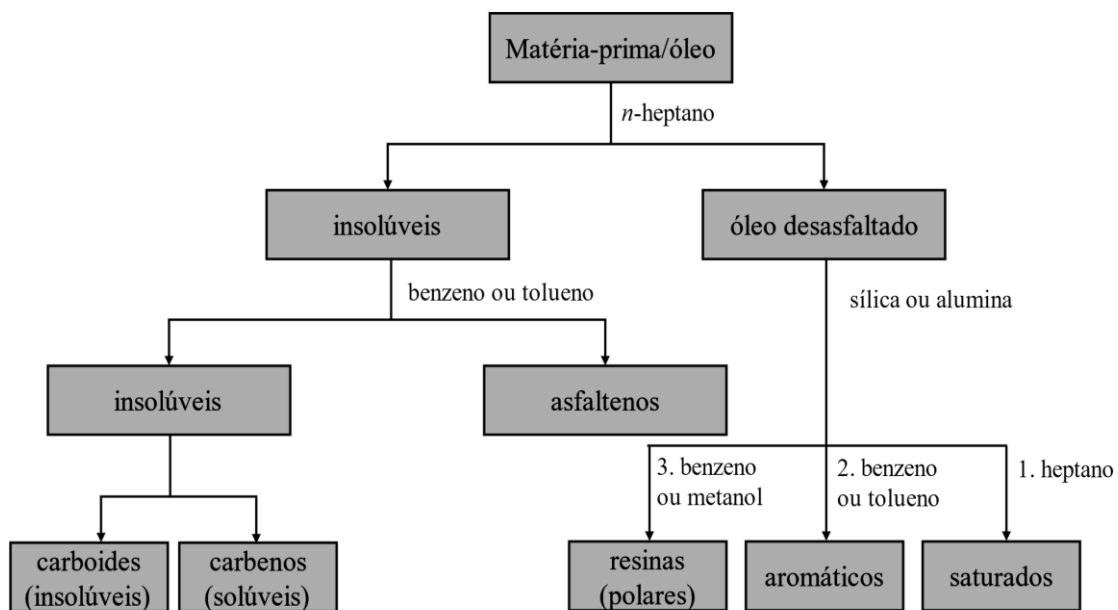 Matéria-prima/óleo
n-heptano
insolúveis
óleo desasfaltado
benzeno ou tolueno
sílica ou alumina
insolúveis
asfaltenos
3. benzeno
ou metanol
2. benzeno
ou tolueno
1. heptano
carboides
(insolúveis)
carbenos
(solúveis)
resinas
(polares)
aromáticos
saturados